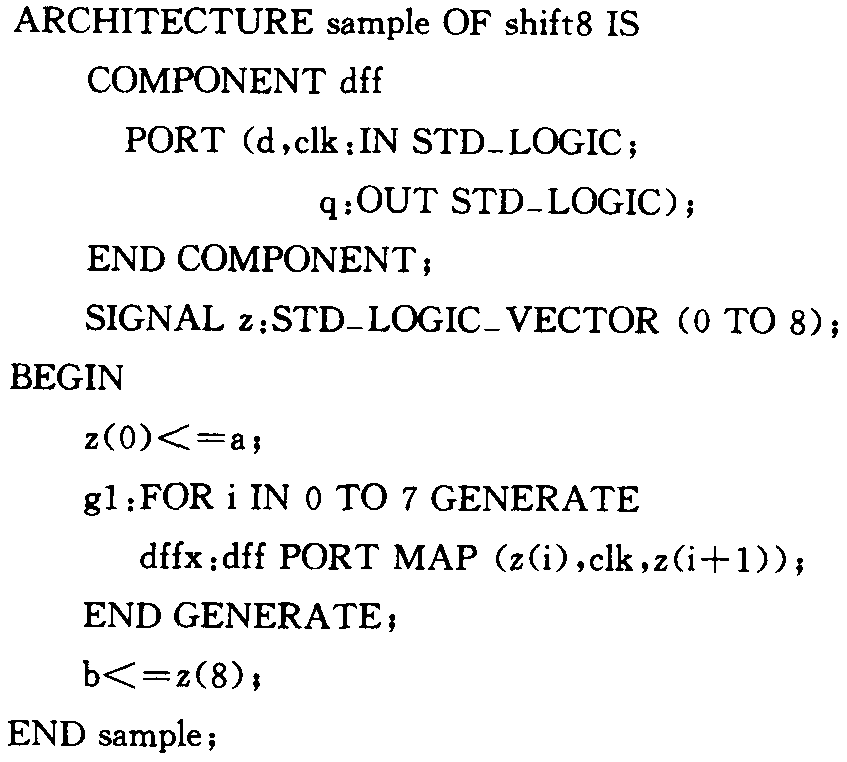 ARCHITECTURE sample OF shift8 IS
COMPONENT dff
PORT (d,clk:IN STD_LOGIC;
q:OUT STD_LOGIC);
END COMPONENT;
SIGNAL z:STD_LOGIC_VECTOR (0 TO 8);
BEGIN
z(0)<=a;
g1:FOR i IN 0 TO 7 GENERATE
dffx:dff PORT MAP (z(i),clk,z(i+1));
END GENERATE;
b<=z(8);
END sample;